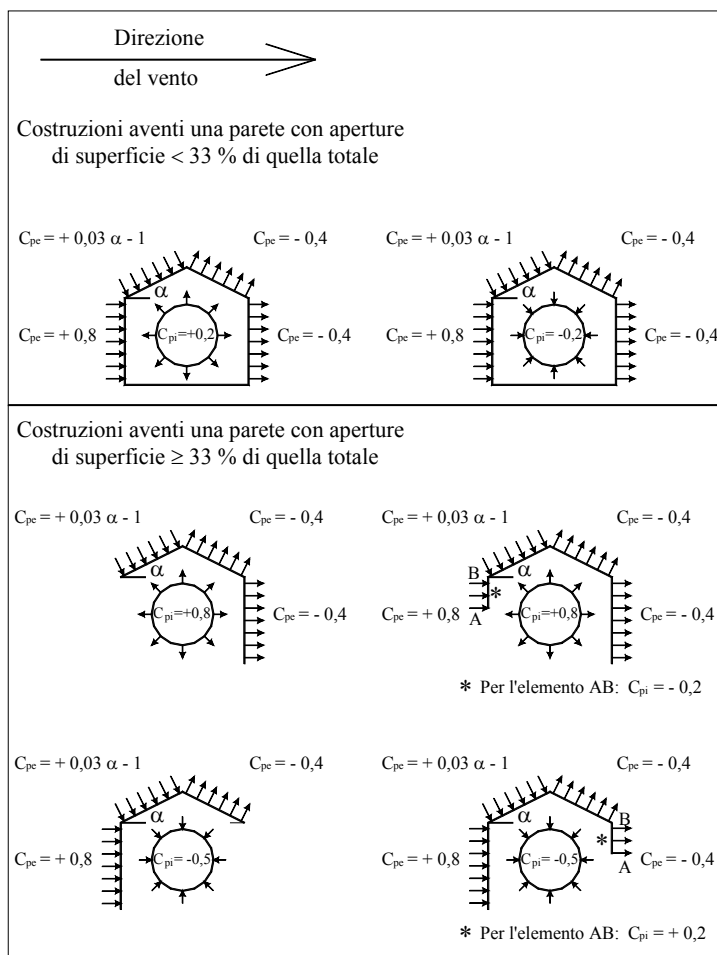 Direzione
del vento
Costruzioni aventi una parete con aperture
di superficie < 33 % di quella totale
Cpe = + 0,03 α - 1
Cpe = - 0,4
Cpe = + 0,03 α - 1
Cpe = - 0,4
α
α
Cpe = + 0,8
Cpi=+0,2
Cpe = - 0,4
Cpe = + 0,8
Cpi= -0,2
Cpe = - 0,4
Costruzioni aventi una parete con aperture
di superficie ≥ 33 % di quella totale
Cpe = + 0,03 α - 1
Cpe = - 0,4
Cpe = + 0,03 α - 1
Cpe = - 0,4
α
B
α
*
Cpi=+0,8
Cpe = - 0,4
Cpe = + 0,8
A
Cpi=+0,8
Cpe = - 0,4
* Per l'elemento AB: Cpi = - 0,2
Cpe = + 0,03 α - 1
Cpe = - 0,4
Cpe = + 0,03 α - 1
Cpe = - 0,4
α
α
B
*
Cpe = + 0,8
Cpi= -0,5
Cpe = + 0,8
Cpi= -0,5
A
Cpe = - 0,4
* Per l'elemento AB: Cpi = + 0,2